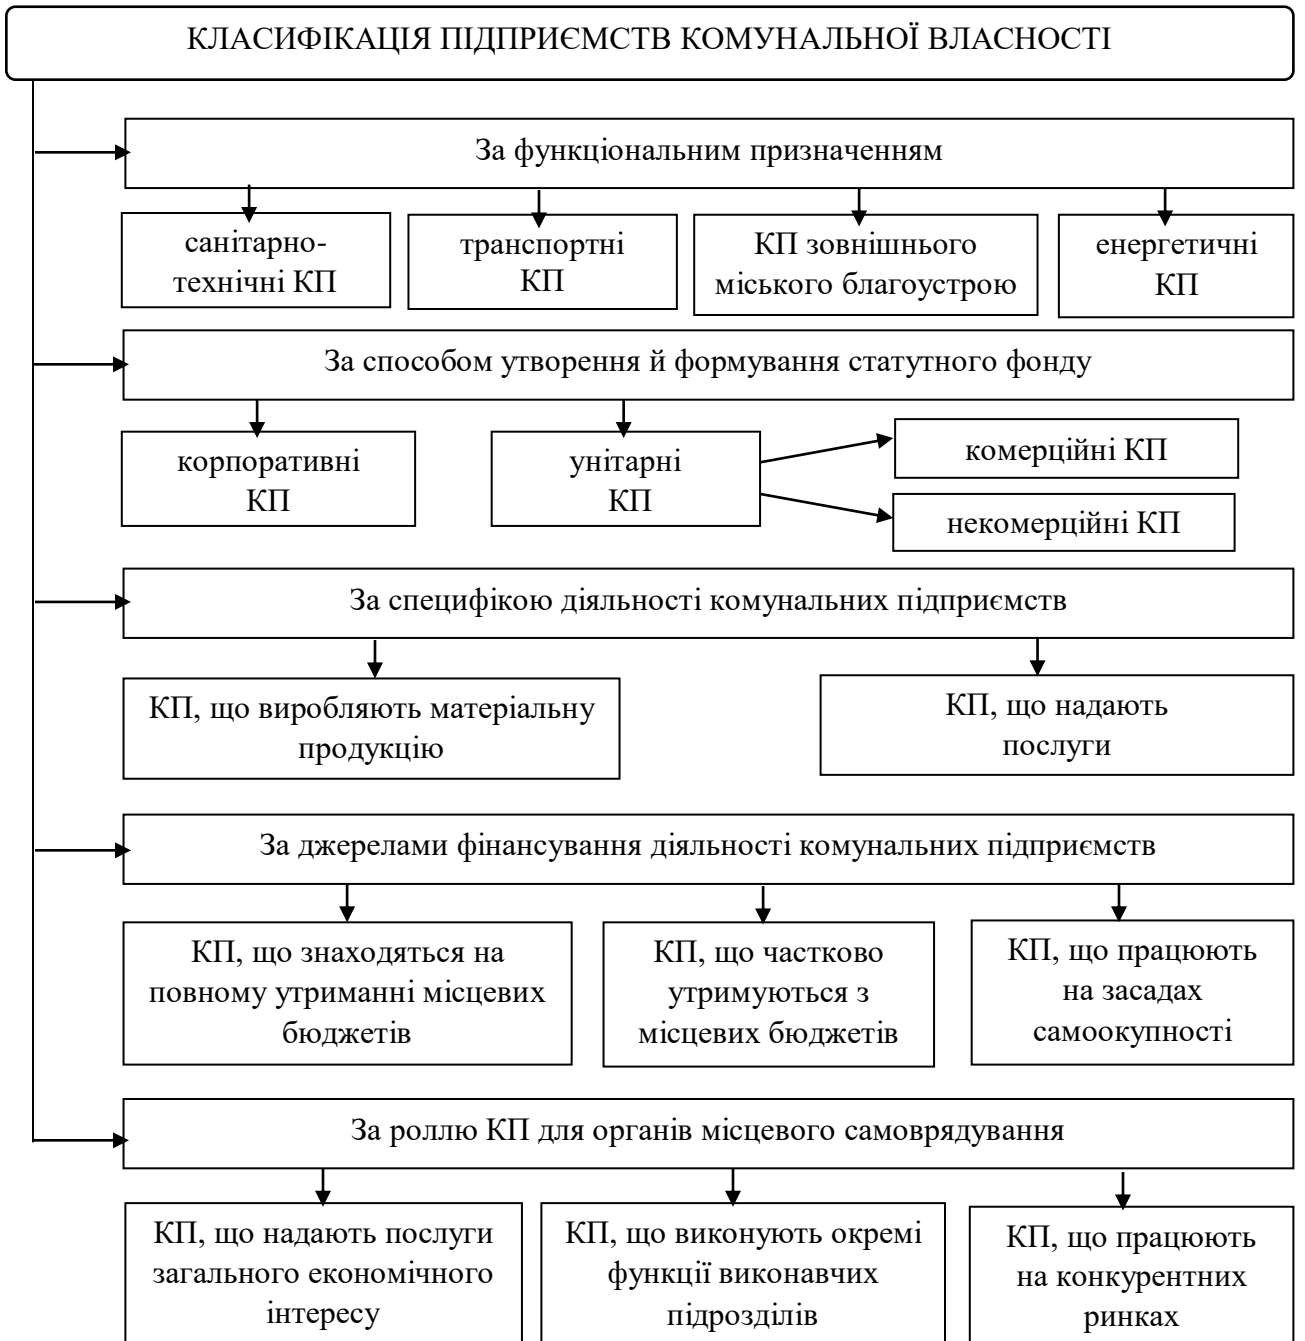 КЛАСИФІКАЦІЯ ПІДПРИЄМСТВ КОМУНАЛЬНОЇ ВЛАСНОСТІ
За функціональним призначенням
санітарно-
технічні КП
транспортні
КП
КП зовнішнього
міського благоустрою
енергетичні
КП
За способом утворення й формування статутного фонду
корпоративні
КП
унітарні
КП
комерційні КП
некомерційні КП
За специфікою діяльності комунальних підприємств
КП, що виробляють матеріальну
продукцію
КП, що надають
послуги
За джерелами фінансування діяльності комунальних підприємств
КП, що знаходяться на
повному утриманні місцевих
бюджетів
КП, що частково
утримуються з
місцевих бюджетів
КП, що працюють
на засадах
самоокупності
За роллю КП для органів місцевого самоврядування
КП, що надають послуги
загального економічного
інтересу
КП, що виконують окремі
функції виконавчих
підрозділів
КП, що працюють
на конкурентних
ринках